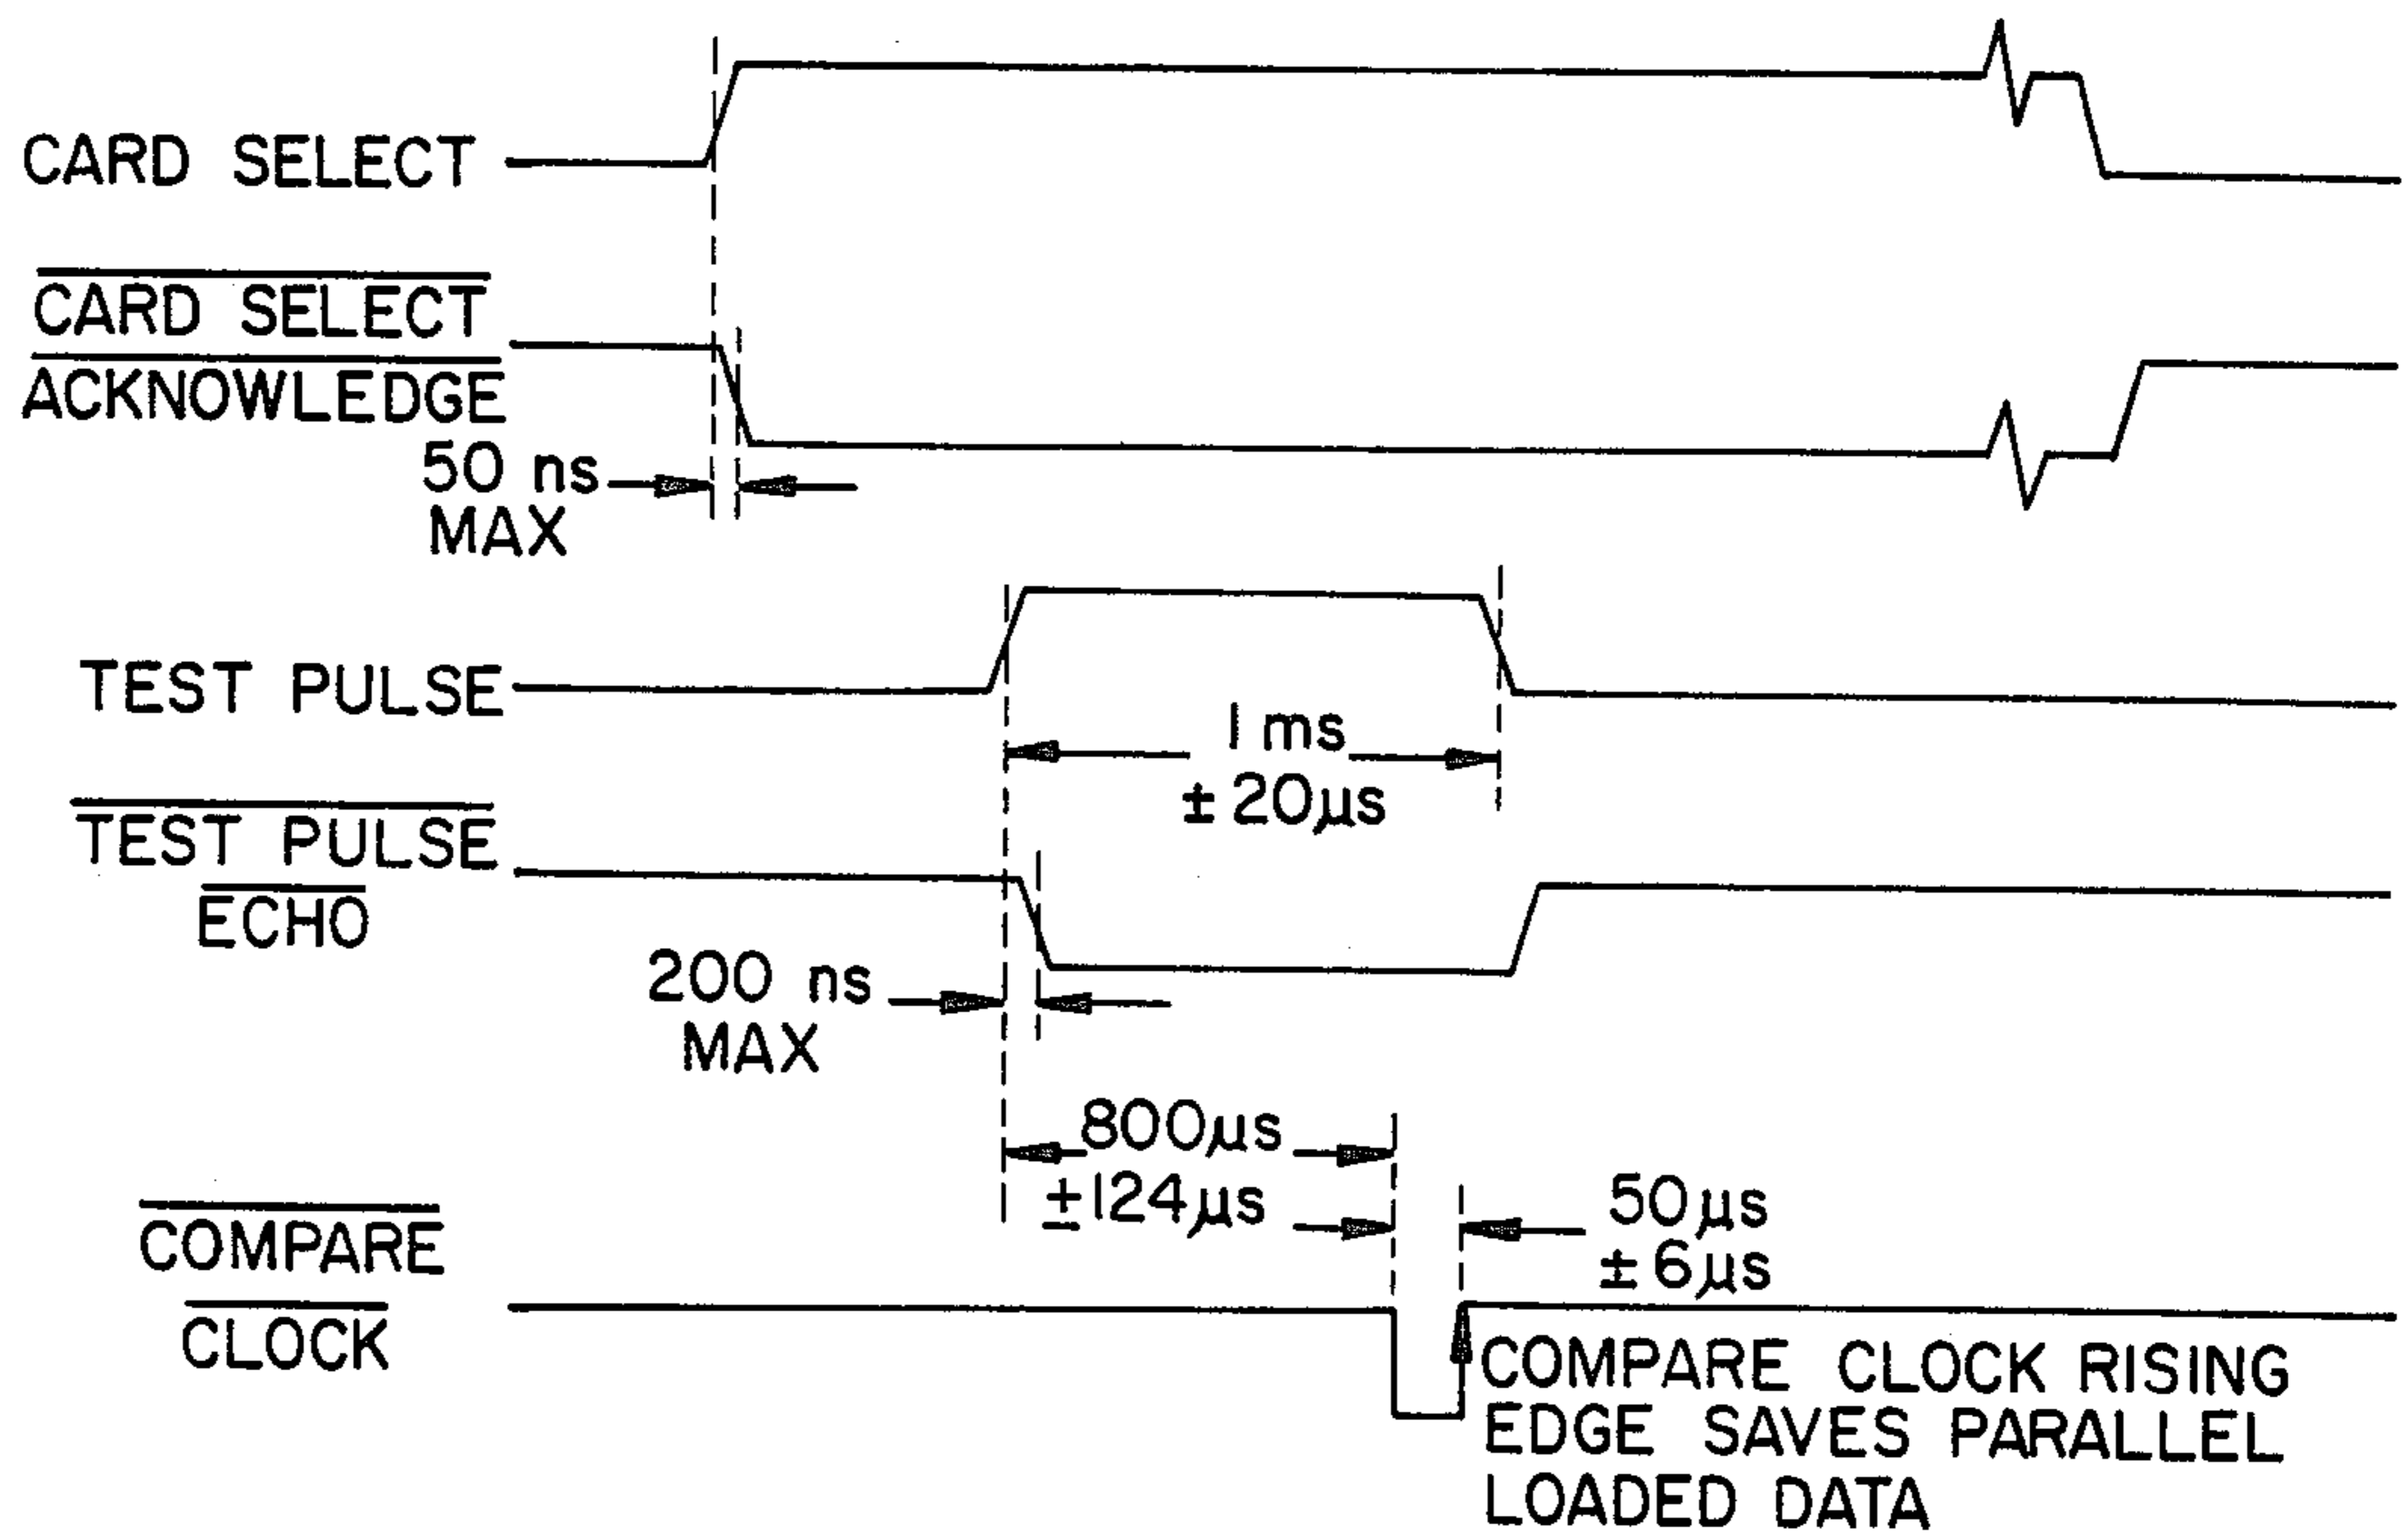 CARD SELECT
CARD SELECT
ACKNOWLEDGE
50 ns
MAX
TEST PULSE
1 ms
±20μs
TEST PULSE
ECHO
200 ns
MAX
800μs
±124μs
50μs
±6μs
COMPARE
CLOCK
COMPARE CLOCK RISING
EDGE SAVES PARALLEL
LOADED DATA